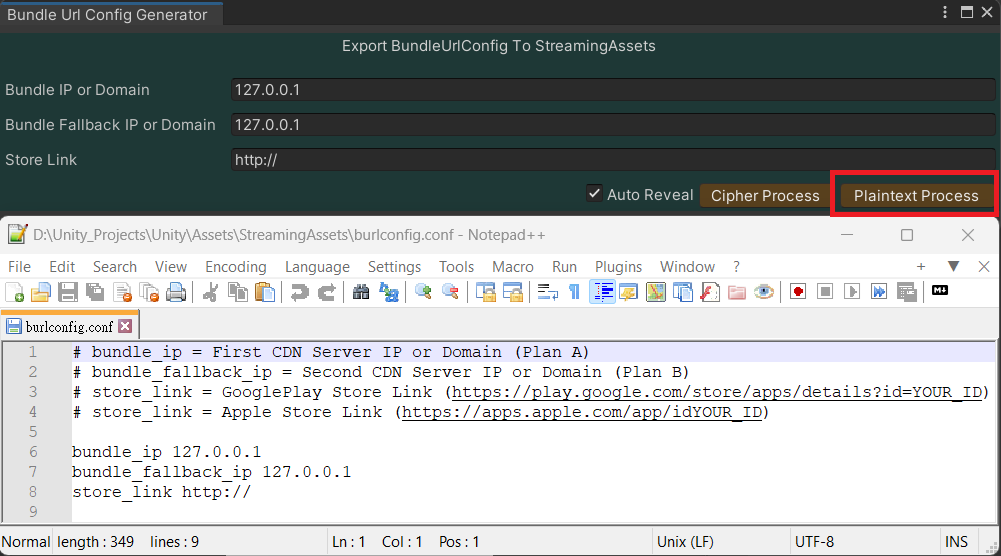 Bundle Url Config Generator
Export BundleUrlConfig To StreamingAssets
Bundle IP or Domain 127.0.0.1
Bundle Fallback IP or Domain 127.0.0.1
Store Link http://
Auto Reveal Cipher Process Plaintext Process
D:\Unity_Projects\Unity\Assets\StreamingAssets\burlconfig.conf - Notepad++
File Edit Search View Encoding Language Settings Tools Macro Run Plugins Window ? + ▼ X
burlconfig.conf
1 # bundle_ip = First CDN Server IP or Domain (Plan A)
2 # bundle_fallback_ip = Second CDN Server IP or Domain (Plan B)
3 # store_link = GooglePlay Store Link (https://play.google.com/store/apps/details?id=YOUR_ID)
4 # store_link = Apple Store Link (https://apps.apple.com/app/idYOUR_ID)
5
6 bundle_ip 127.0.0.1
7 bundle_fallback_ip 127.0.0.1
8 store_link http://
9
Normal length : 349 lines : 9 Ln : 1 Col : 1 Pos : 1 Unix (LF) UTF-8 INS